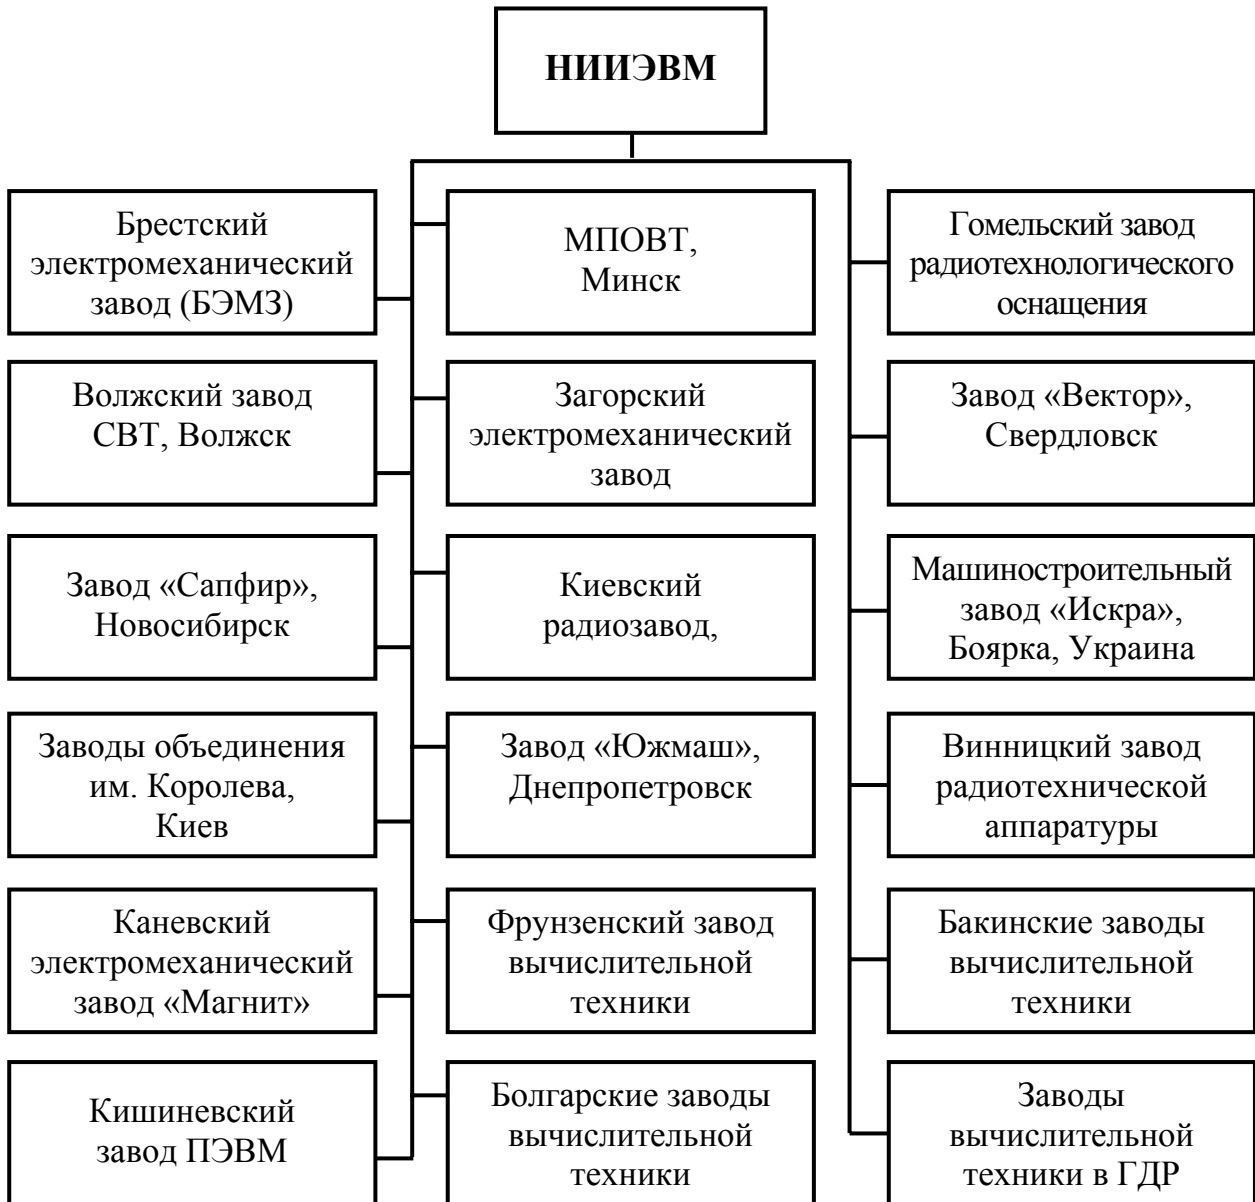 НИИЭВМ
Брестский
электромеханический
завод (БЭМЗ)
МПОВТ,
Минск
Гомельский завод
радиотехнологического
оснащения
Волжский завод
СВТ, Волжск
Загорский
электромеханический
завод
Завод «Вектор»,
Свердловск
Завод «Сапфир»,
Новосибирск
Киевский
радиозавод,
Машиностроительный
завод «Искра»,
Боярка, Украина
Заводы объединения
им. Королева,
Киев
Завод «Южмаш»,
Днепропетровск
Винницкий завод
радиотехнической
аппаратуры
Каневский
электромеханический
завод «Магнит»
Фрунзенский завод
вычислительной
техники
Бакинские заводы
вычислительной
техники
Кишиневский
завод ПЭВМ
Болгарские заводы
вычислительной
техники
Заводы
вычислительной
техники в ГДР